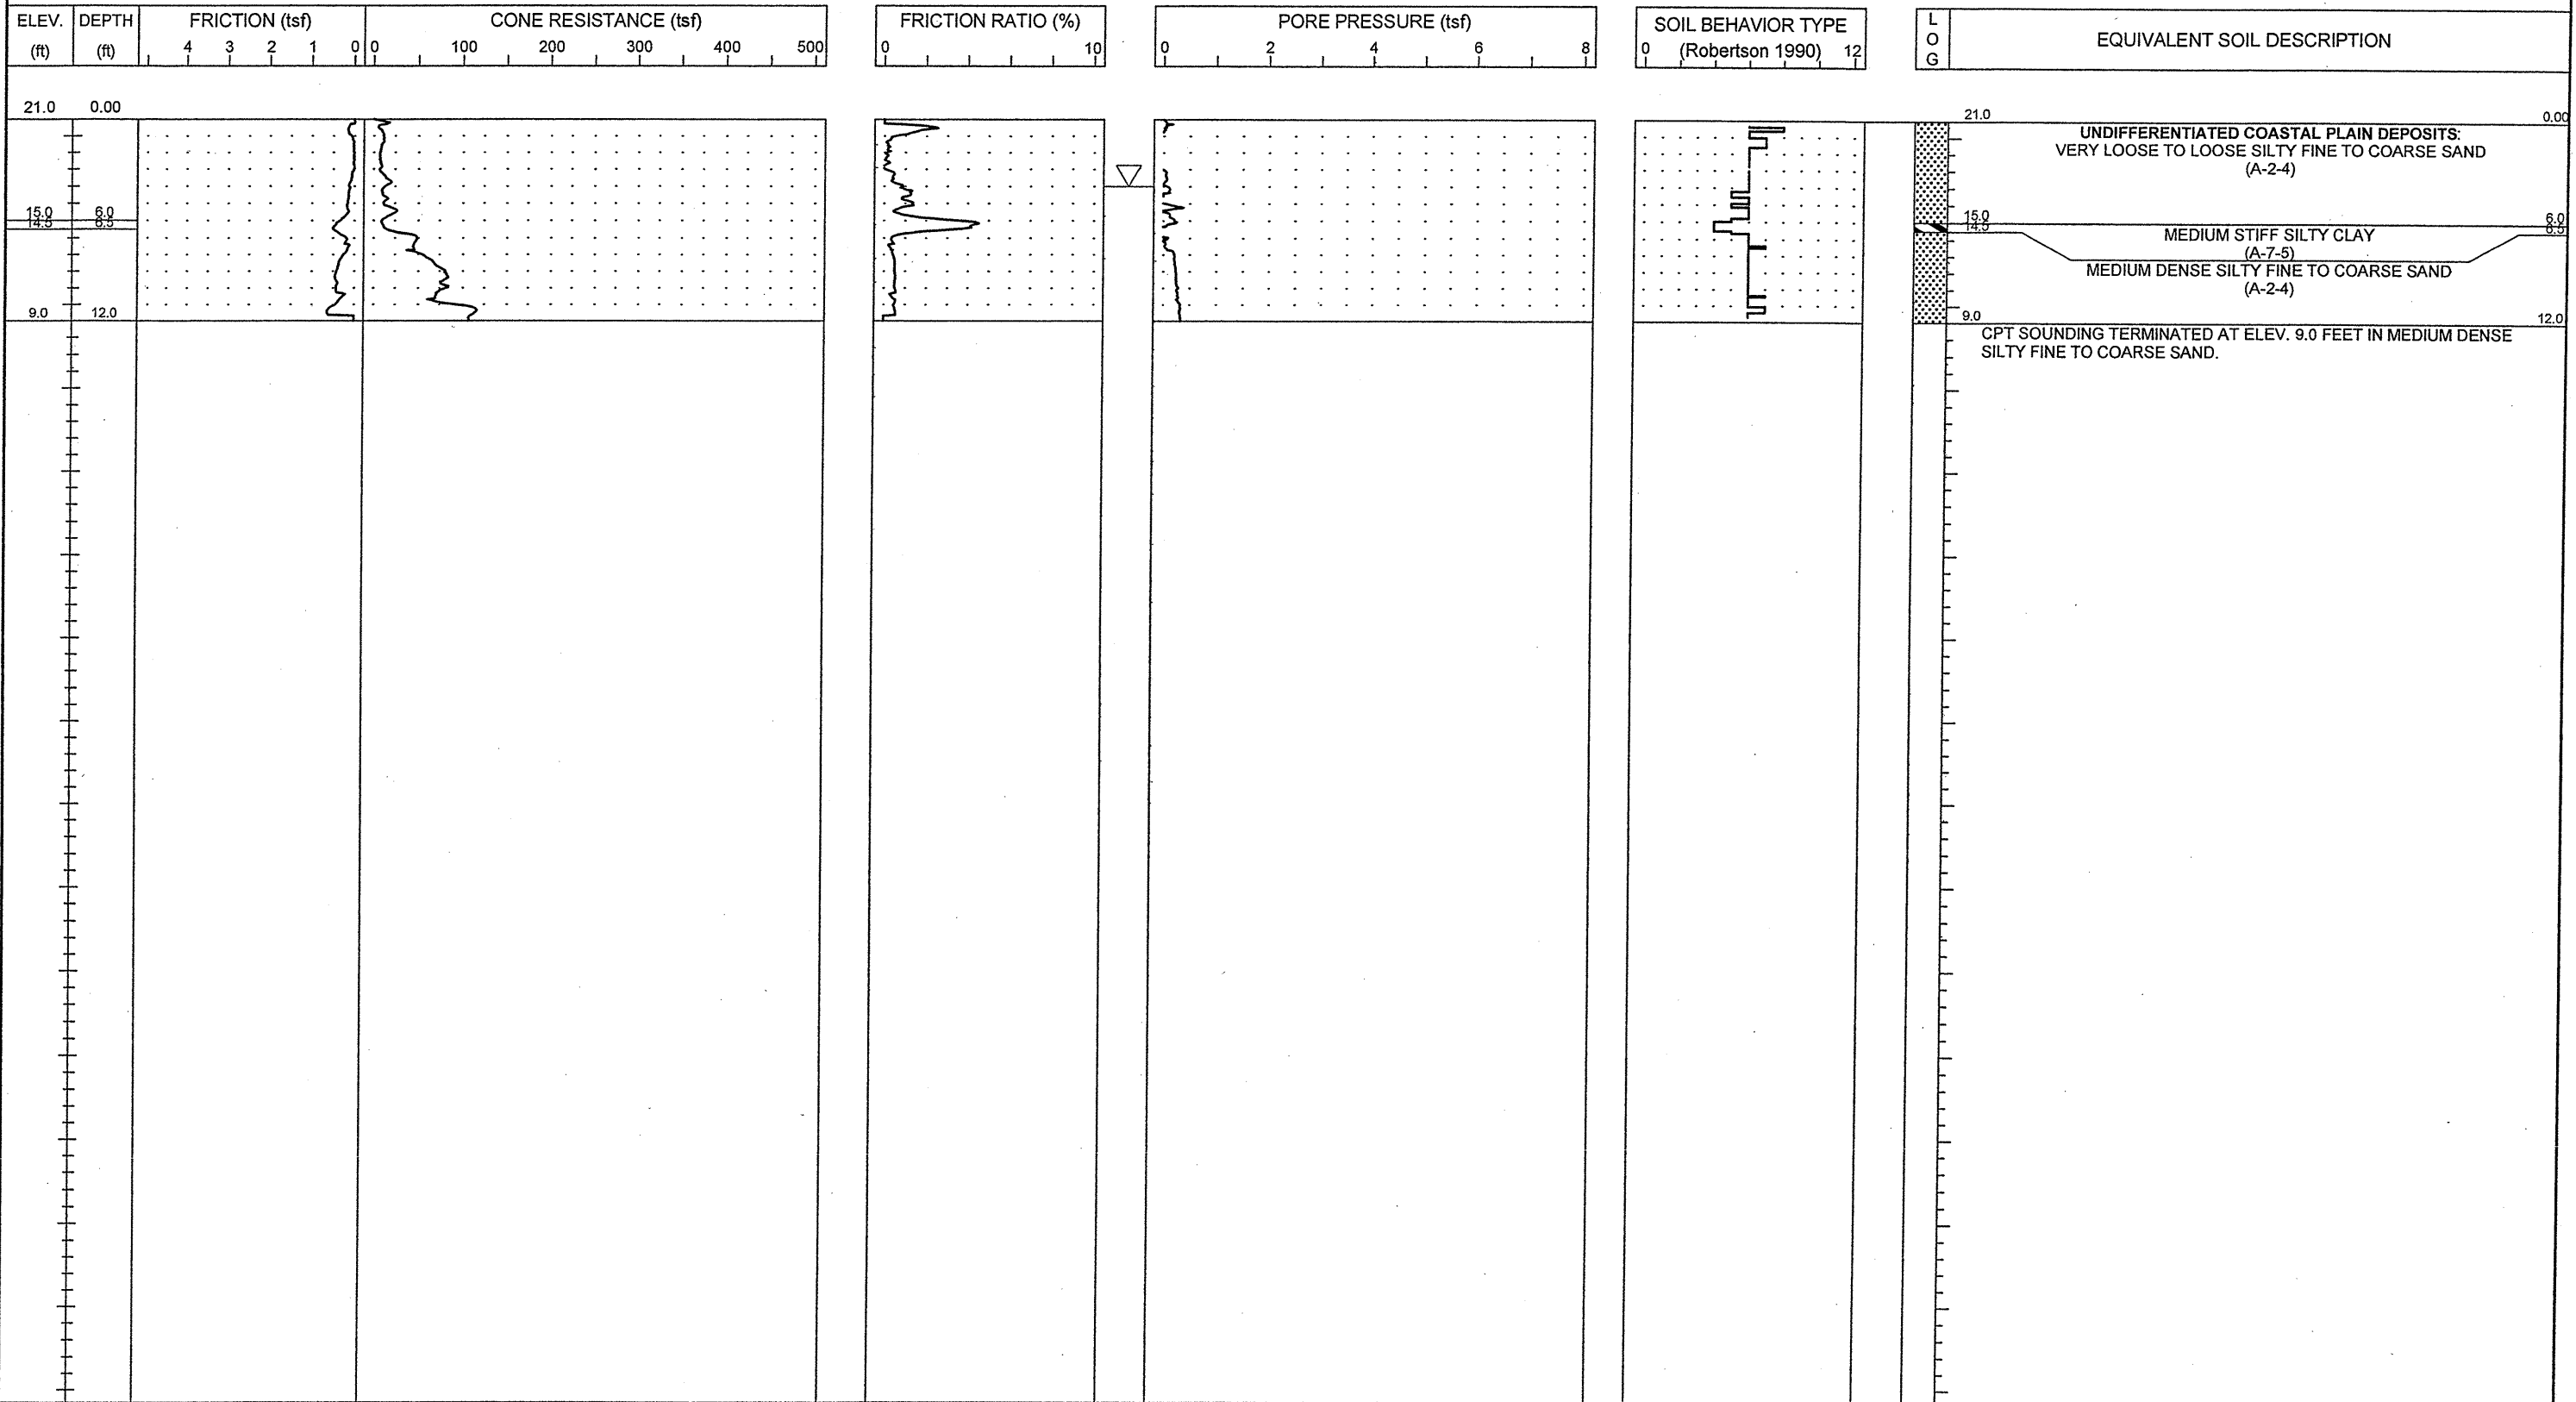 ELEV. (ft)
DEPTH (ft)
FRICTION (tsf)
4 3 2 1 0
CONE RESISTANCE (tsf)
0 100 200 300 400 500
FRICTION RATIO (%)
0 10
PORE PRESSURE (tsf)
0 2 4 6 8
SOIL BEHAVIOR TYPE
(Robertson 1990)
0 12
LOG
EQUIVALENT SOIL DESCRIPTION
21.0 0.00
15.0 6.0
14.5 6.5
9.0 12.0
21.0 0.00
UNDIFFERENTIATED COASTAL PLAIN DEPOSITS:
VERY LOOSE TO LOOSE SILTY FINE TO COARSE SAND
(A-2-4)
15.0 6.0
14.5 6.5
MEDIUM STIFF SILTY CLAY
(A-7-5)
MEDIUM DENSE SILTY FINE TO COARSE SAND
(A-2-4)
9.0 12.0
CPT SOUNDING TERMINATED AT ELEV. 9.0 FEET IN MEDIUM DENSE
SILTY FINE TO COARSE SAND.